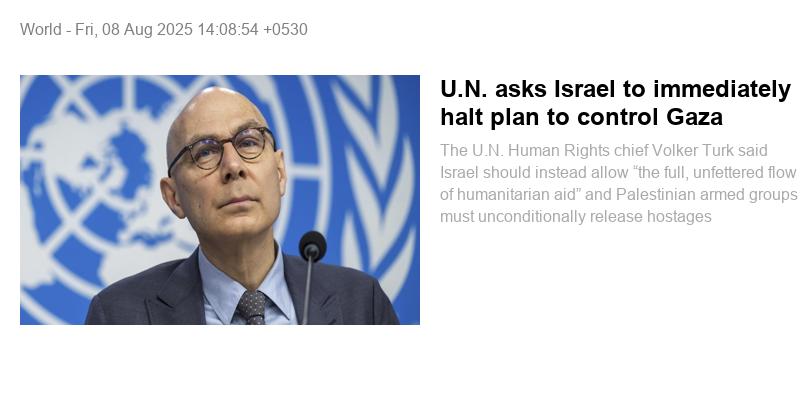 World - Fri, 08 Aug 2025 14:08:54 +0530
U.N. asks Israel to immediately
halt plan to control Gaza
The U.N. Human Rights chief Volker Turk said
Israel should instead allow “the full, unfettered flow
of humanitarian aid” and Palestinian armed groups
must unconditionally release hostages